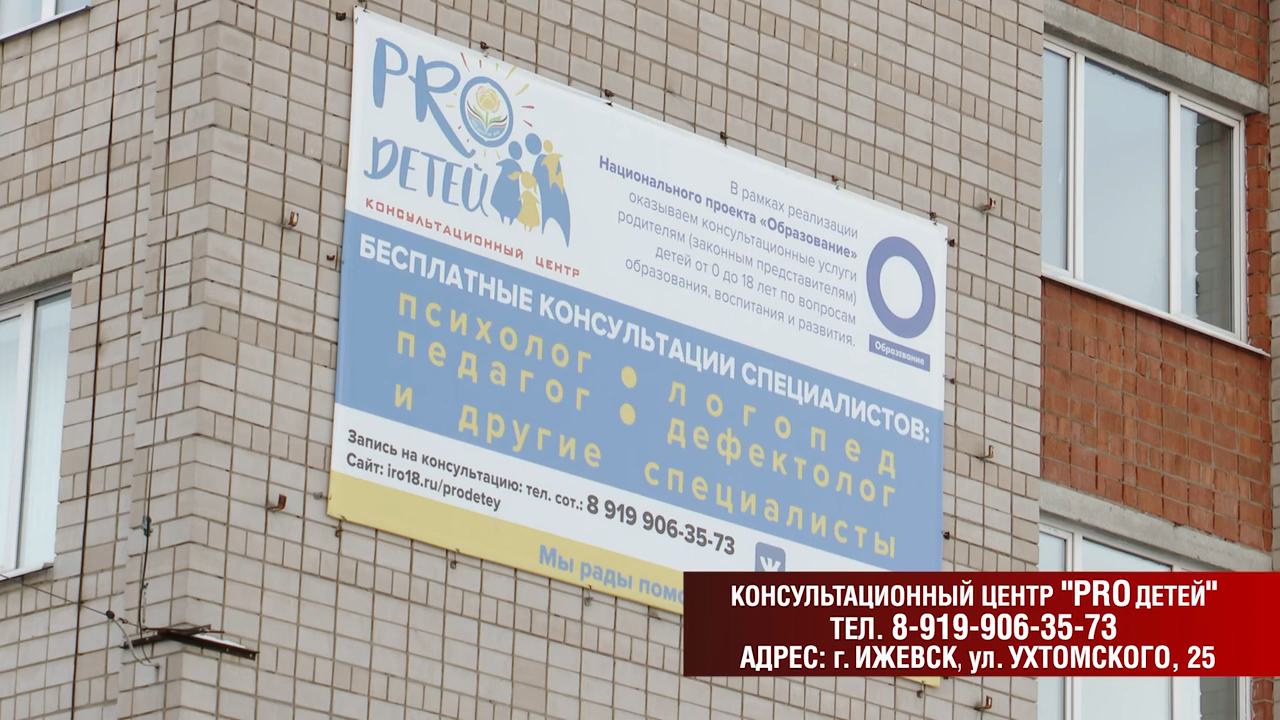 PRO
ДЕТЕЙ
КОНСУЛЬТАЦИОННЫЙ ЦЕНТР
В рамках реализации
Национального проекта «Образование»
оказываем консультационные услуги
родителям (законным представителям)
детей от 0 до 18 лет по вопросам
образования, воспитания и развития.
Образование
БЕСПЛАТНЫЕ КОНСУЛЬТАЦИИ СПЕЦИАЛИСТОВ:
ПСИХОЛОГ • ЛОГОПЕД
ПЕДАГОГ • ДЕФЕКТОЛОГ
И ДРУГИЕ СПЕЦИАЛИСТЫ
Запись на консультацию: тел. сот.: 8 919 906-35-73
Сайт: iro18.ru/prodetey
Мы рады
КОНСУЛЬТАЦИОННЫЙ ЦЕНТР "PRO ДЕТЕЙ"
ТЕЛ. 8-919-906-35-73
АДРЕС: г. ИЖЕВСК, ул. УХТОМСКОГО, 25